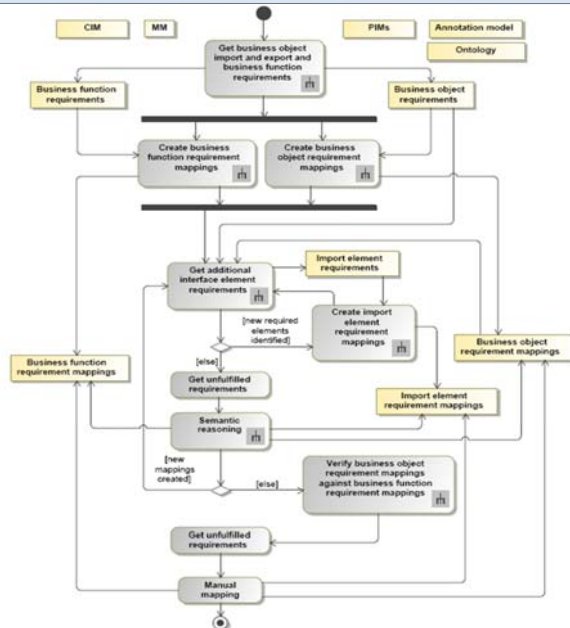 CIM
MM
PIMs
Annotation model
Ontology
Get business object
import and export and
business function
requirements
Business function
requirements
Business object
requirements
Create business
function requirement
mappings
Create business
object requirement
mappings
Get additional
interface element
requirements
Import element
requirements
[new required
elements
identified]
Create import
element
requirement
mappings
Business function
requirement mappings
[else]
Business object
requirement mappings
Get unfulfilled
requirements
Import element
requirement mappings
Semantic
reasoning
[new
mappings
created]
[else]
Verify business object
requirement mappings
against business function
requirement mappings
Get unfulfilled
requirements
Manual
mapping